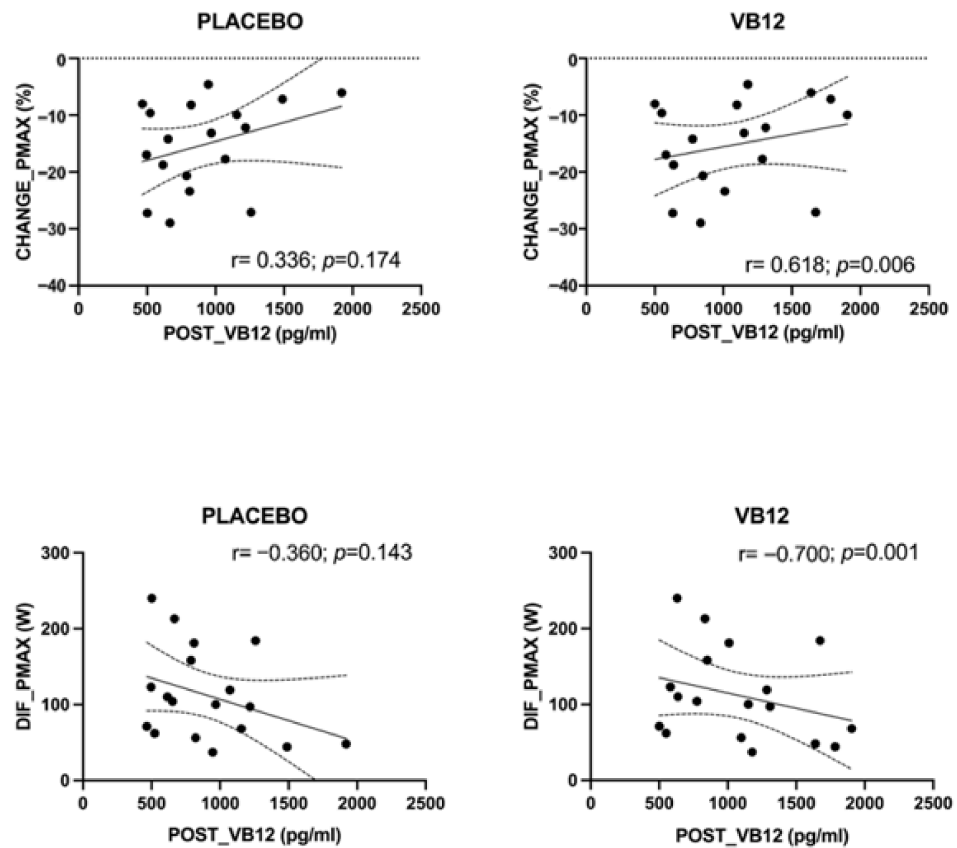 PLACEBO
CHANGE_PMAX (%)
0
−10
−20
−30
−40
r= 0.336; p=0.174
0 500 1000 1500 2000 2500
POST_VB12 (pg/ml)
VB12
CHANGE_PMAX (%)
0
−10
−20
−30
−40
r= 0.618; p=0.006
0 500 1000 1500 2000 2500
POST_VB12 (pg/ml)
PLACEBO
r= −0.360; p=0.143
DIF_PMAX (W)
300
200
100
0
0 500 1000 1500 2000 2500
POST_VB12 (pg/ml)
VB12
r= −0.700; p=0.001
DIF_PMAX (W)
300
200
100
0
0 500 1000 1500 2000 2500
POST_VB12 (pg/ml)